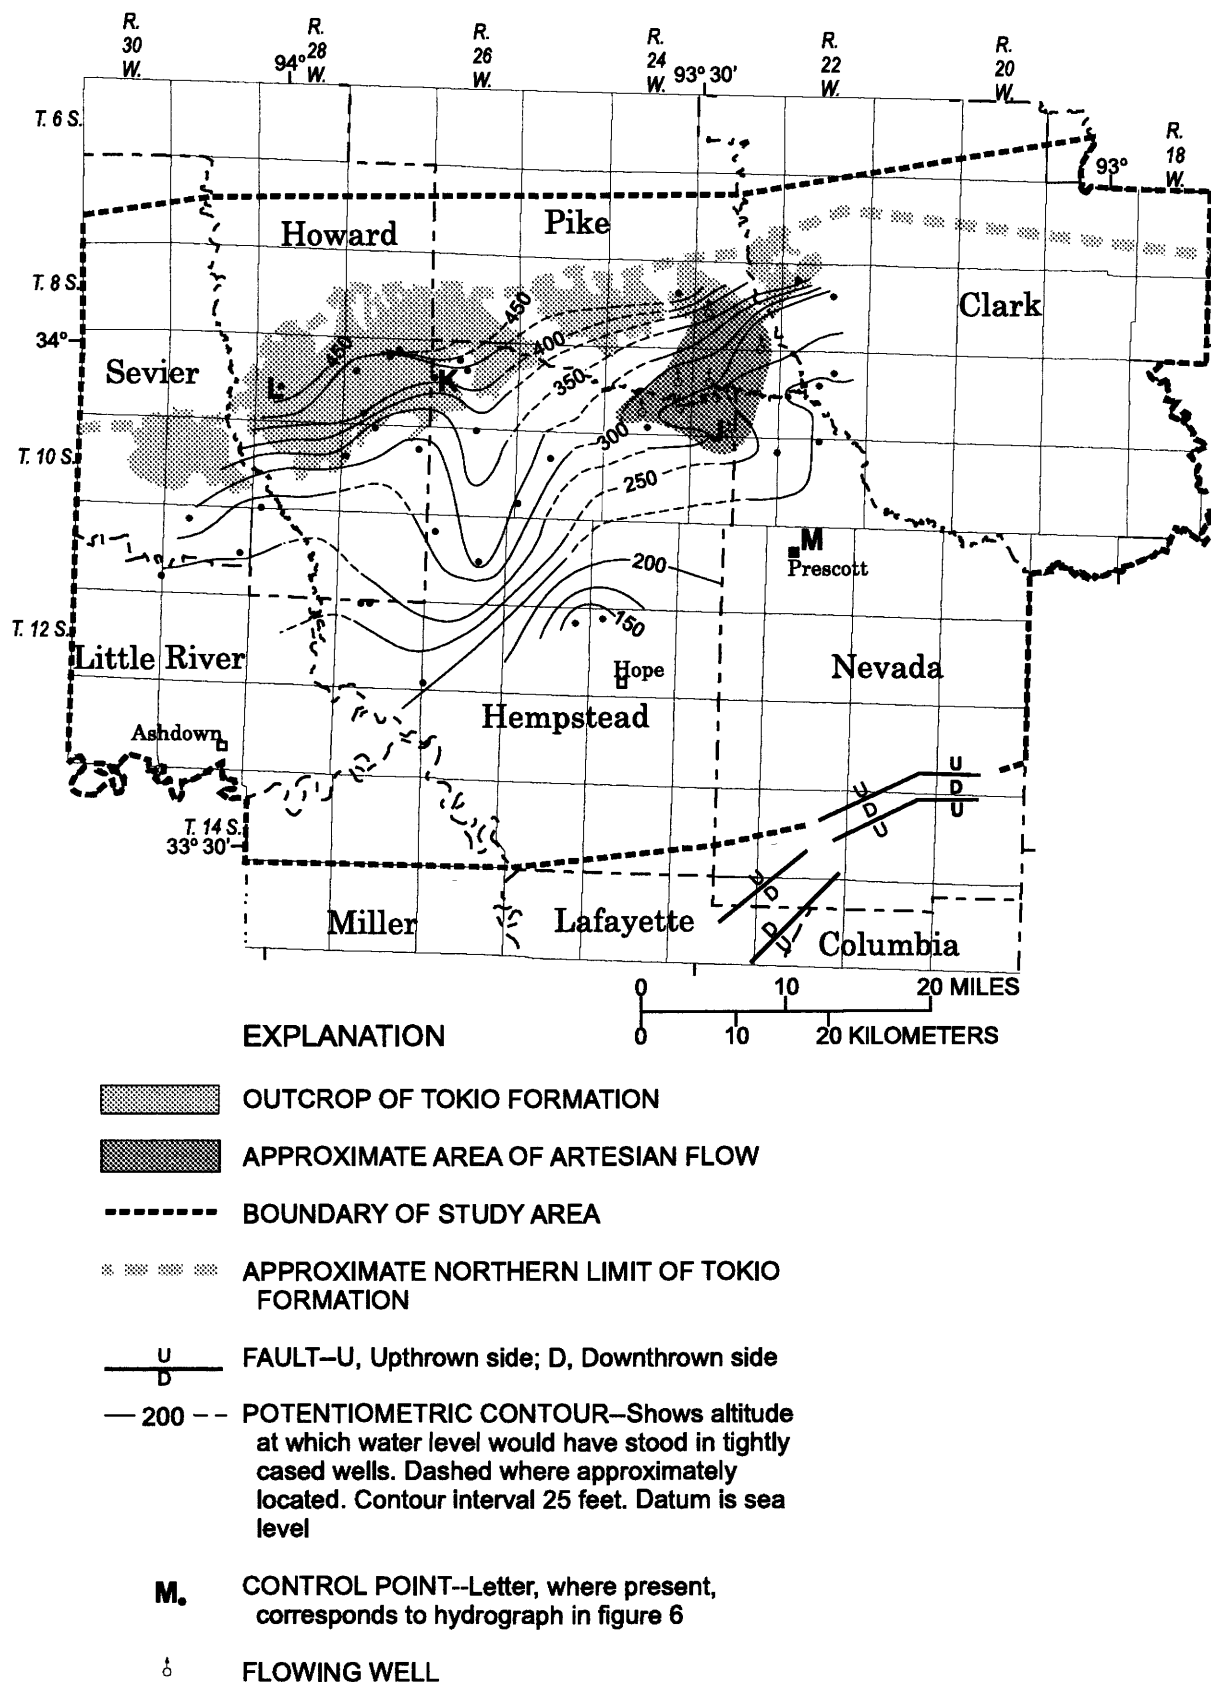 R.
30
W.
R.
28
W.
R.
26
W.
R.
24
W.
R.
22
W.
R.
20
W.
R.
18
W.
94°
93° 30'
93°
T. 6 S.
T. 8 S.
34°
T. 10 S.
T. 12 S.
T. 14 S.
33° 30'
Howard
Pike
Clark
Sevier
450
400
350
300
250
200
150
L
K
J
M
Prescott
Little River
Nevada
Hope
Hempstead
Ashdown
U
D
U
U
D
U
U
D
D
U
Miller
Lafayette
Columbia
0 10 20 MILES
0 10 20 KILOMETERS
EXPLANATION
OUTCROP OF TOKIO FORMATION
APPROXIMATE AREA OF ARTESIAN FLOW
BOUNDARY OF STUDY AREA
APPROXIMATE NORTHERN LIMIT OF TOKIO
FORMATION
U
D
FAULT–U, Upthrown side; D, Downthrown side
200
POTENTIOMETRIC CONTOUR–Shows altitude
at which water level would have stood in tightly
cased wells. Dashed where approximately
located. Contour interval 25 feet. Datum is sea
level
M.
CONTROL POINT--Letter, where present,
corresponds to hydrograph in figure 6
FLOWING WELL